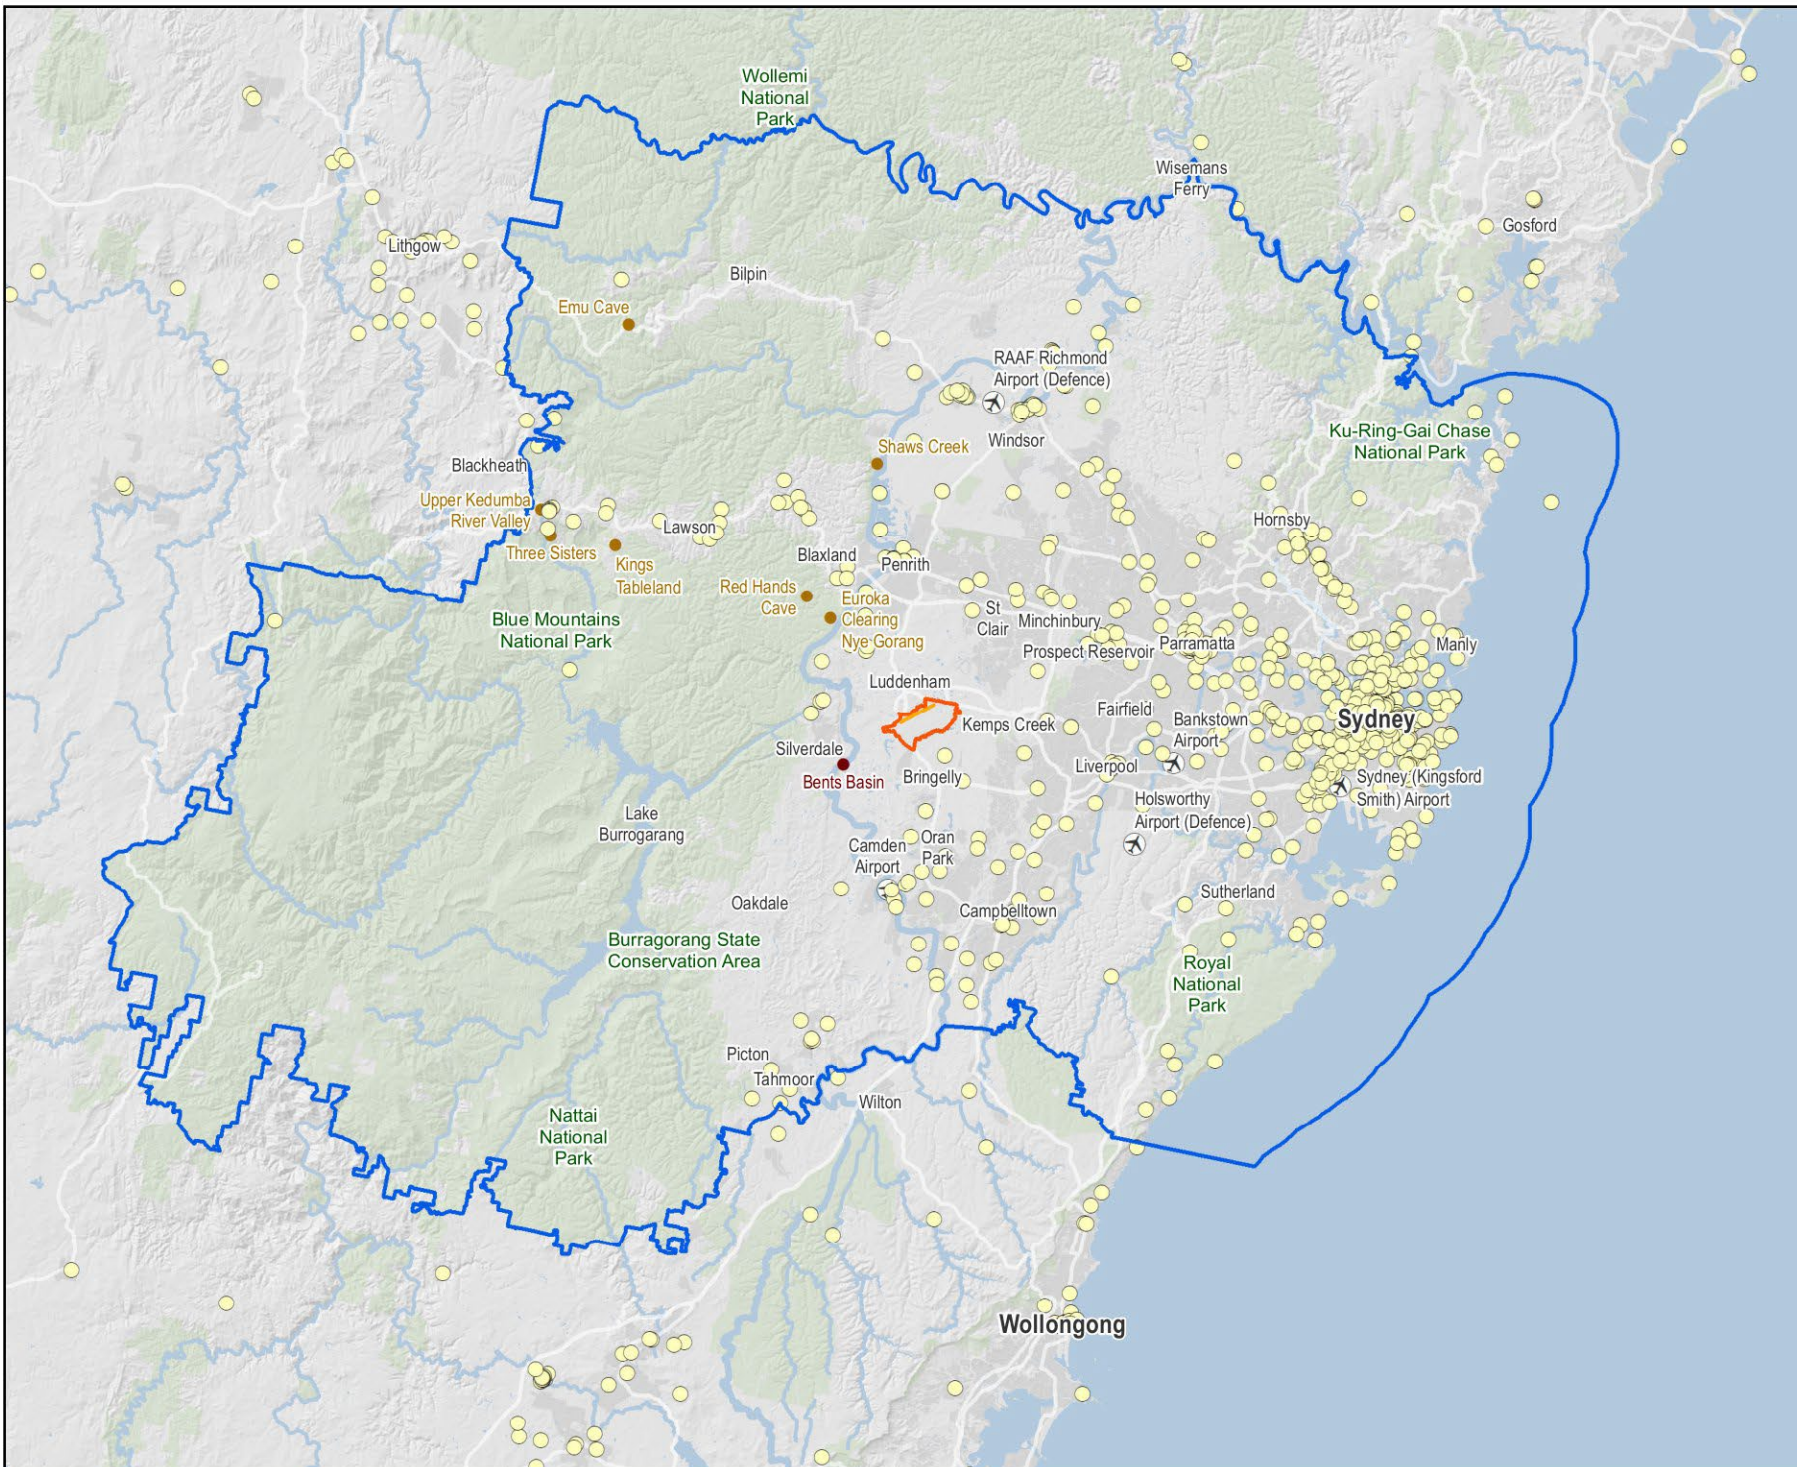 Wollemi
National
Park
Wisemans
Ferry
Gosford
Lithgow
Bilpin
Emu Cave
RAAF Richmond
Airport (Defence)
Windsor
Ku-Ring-Gai Chase
National Park
Shaws Creek
Blackheath
Upper Kedumba
River Valley
Three Sisters
Kings
Tableland
Lawson
Hornsby
Blaxland
Penrith
Red Hands
Cave
Euroka
Clearing
Nye Gorang
St
Clair
Minchinbury
Prospect Reservoir
Parramatta
Manly
Blue Mountains
National Park
Luddenham
Kemps Creek
Fairfield
Bankstown
Airport
Sydney
Silverdale
Bents Basin
Bringelly
Liverpool
Sydney (Kingsford
Smith) Airport
Holsworthy
Airport (Defence)
Lake
Burrogarang
Camden
Airport
Oran
Park
Oakdale
Campbelltown
Sutherland
Burragorang State
Conservation Area
Royal
National
Park
Picton
Tahmoor
Wilton
Nattai
National
Park
Wollongong